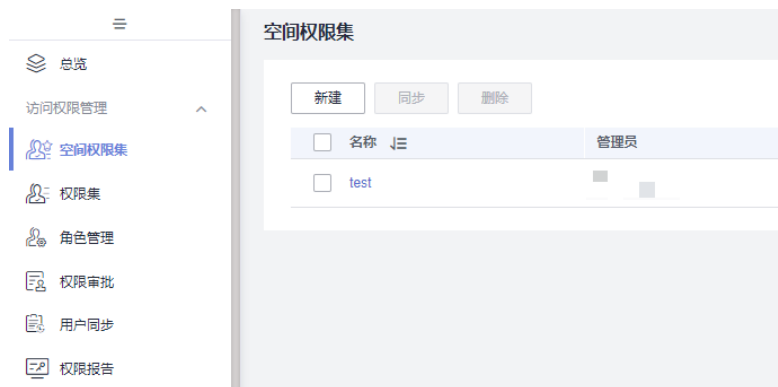 总览
访问权限管理
空间权限集
权限集
角色管理
权限审批
用户同步
权限报告
空间权限集
新建 同步 删除
名称 管理员
test